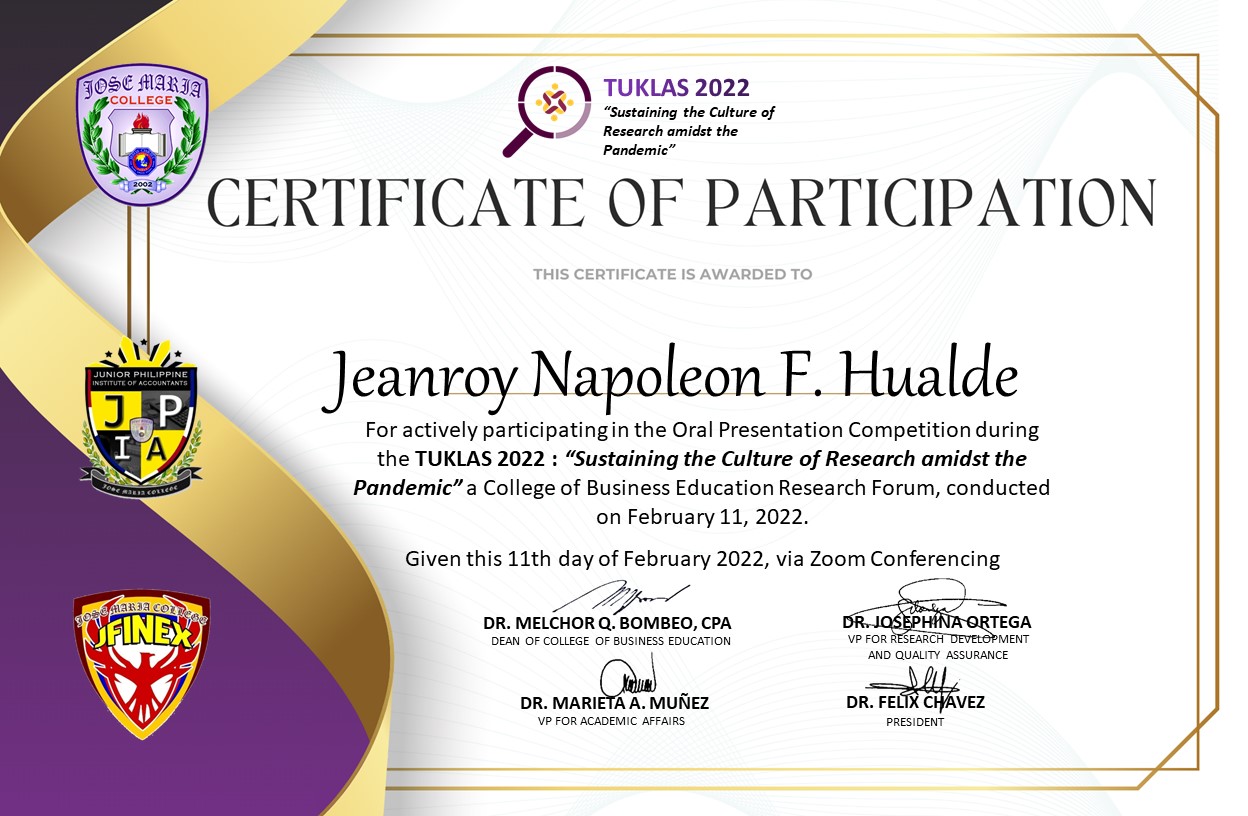 JOSE MARIA
COLLEGE
2002
TUKLAS 2022
“Sustaining the Culture of
Research amidst the
Pandemic”
CERTIFICATE OF PARTICIPATION
THIS CERTIFICATE IS AWARDED TO
JUNIOR PHILIPPINE
INSTITUTE OF ACCOUNTANTS
J P
I A
JOSE MARIA COLLEGE
Jeanroy Napoleon F. Hualde
For actively participating in the Oral Presentation Competition during
the TUKLAS 2022 : “Sustaining the Culture of Research amidst the
Pandemic” a College of Business Education Research Forum, conducted
on February 11, 2022.
Given this 11th day of February 2022, via Zoom Conferencing
JOSE MARIA COLLEGE
JFINEX
DR. MELCHOR Q. BOMBEO, CPA
DEAN OF COLLEGE OF BUSINESS EDUCATION
DR. JOSEPHINA ORTEGA
VP FOR RESEARCH DEVELOPMENT
AND QUALITY ASSURANCE
DR. MARIETA A. MUÑEZ
VP FOR ACADEMIC AFFAIRS
DR. FELIX CHAVEZ
PRESIDENT